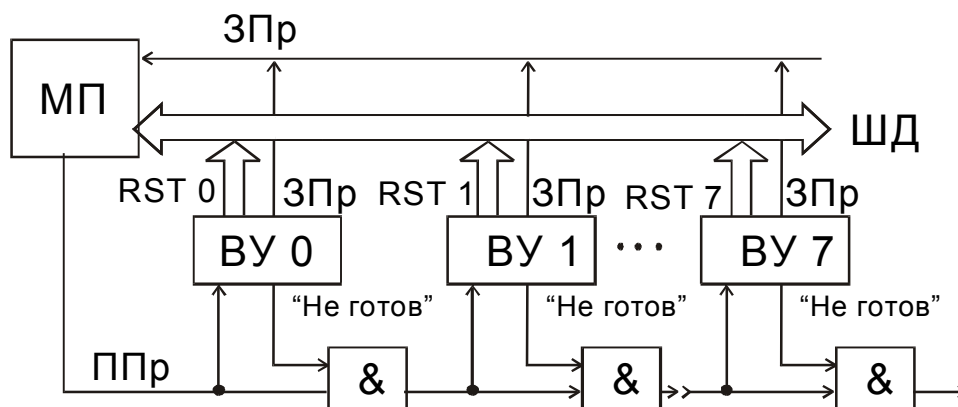 ЗПр
МП
ШД
RST 0
ЗПр
RST 1
ЗПр
RST 7
ЗПр
ВУ 0
ВУ 1
...
ВУ 7
“Не готов”
“Не готов”
“Не готов”
ППр
&
&
&